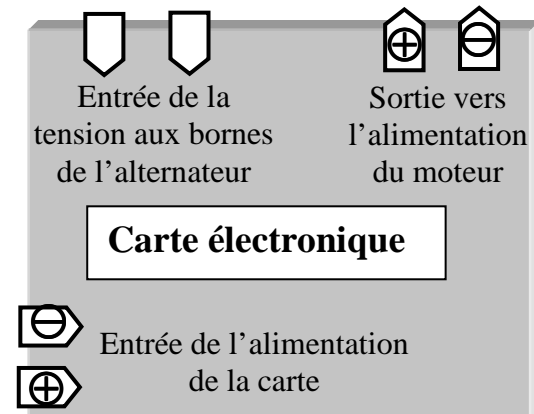 ⊕ ⊖
Entrée de la
tension aux bornes
de l’alternateur
Sortie vers
l’alimentation
du moteur
Carte électronique
⊖
⊕
Entrée de l’alimentation
de la carte